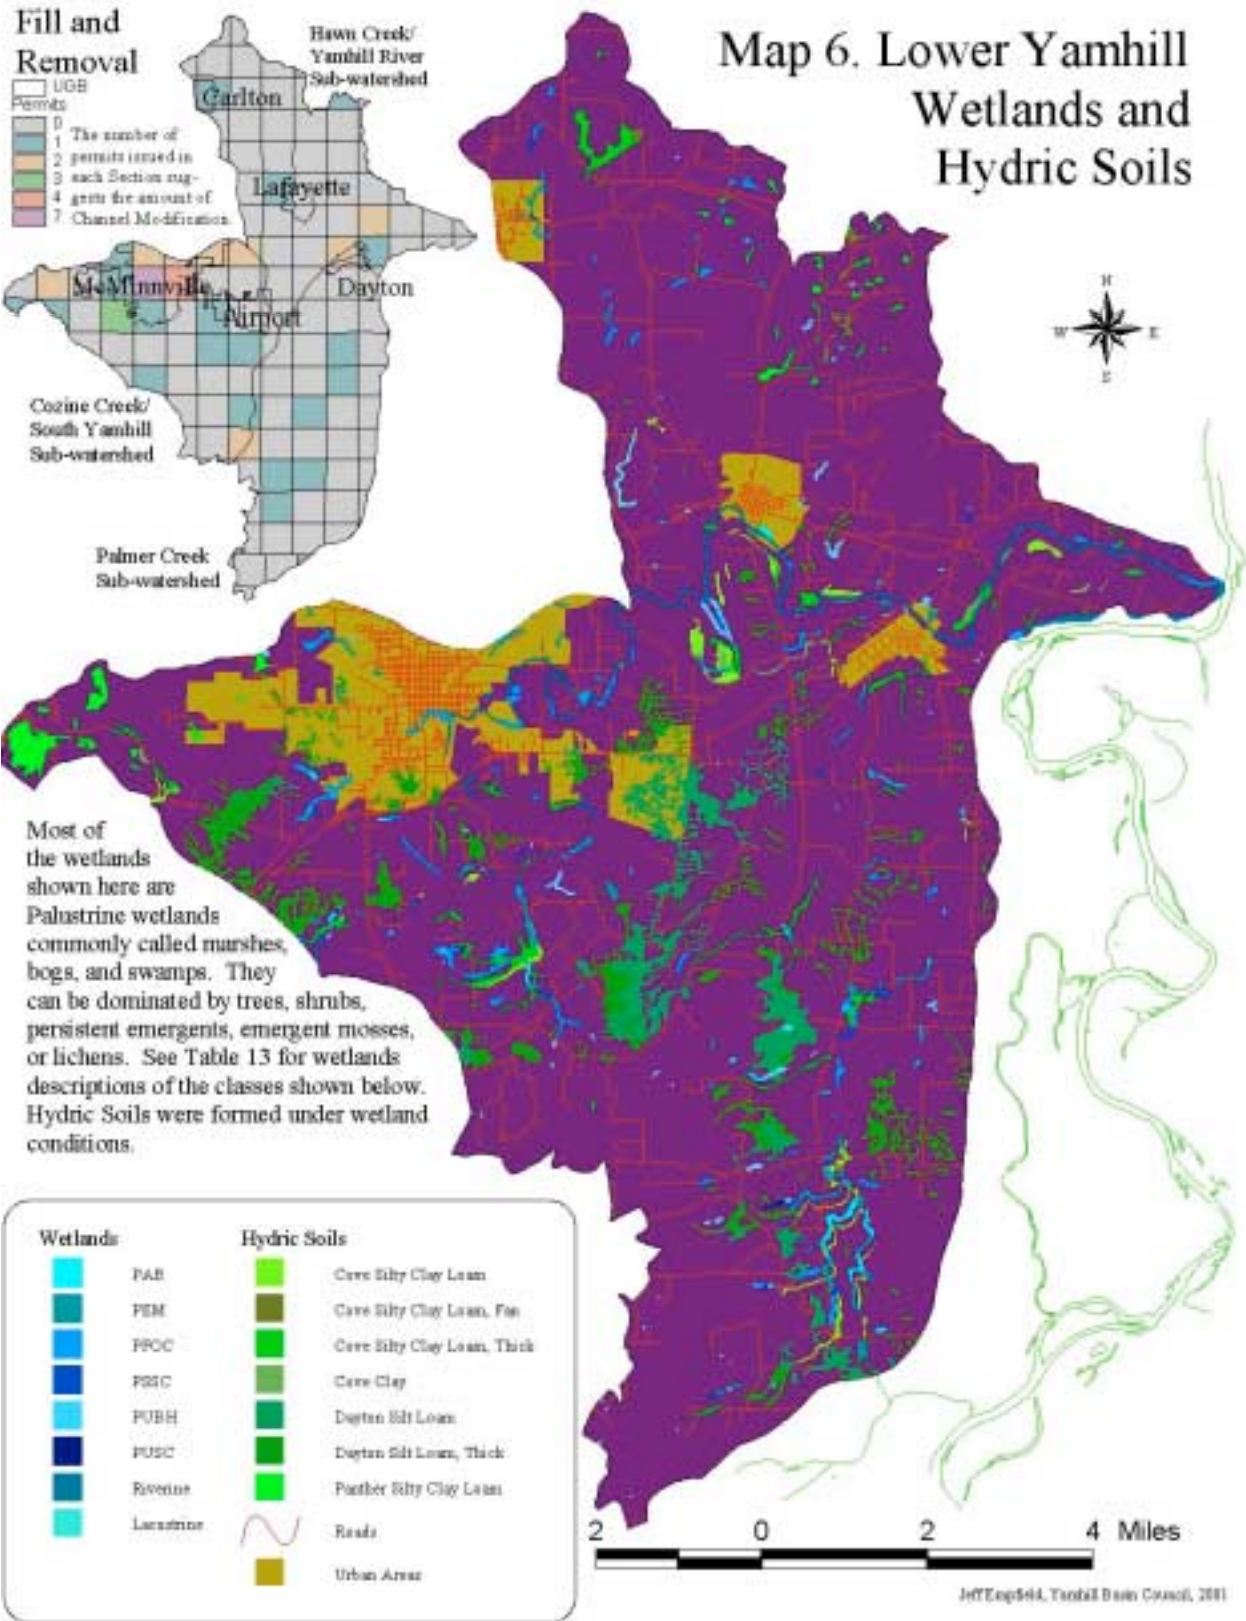 Fill and
Removal
UGB
Permits
0
1
2
3
4
7
The number of
permits issued in
each Section sug-
gests the amount of
Channel Modification
Hawn Creek/
Yamhill River
Sub-watershed
Carlton
Lafayette
McMinnville
Airport
Dayton
Cozine Creek/
South Yamhill
Sub-watershed
Palmer Creek
Sub-watershed
Map 6. Lower Yamhill
Wetlands and
Hydric Soils
N
W
E
S
Most of
the wetlands
shown here are
Palustrine wetlands
commonly called marshes,
bogs, and swamps. They
can be dominated by trees, shrubs,
persistent emergents, emergent mosses,
or lichens. See Table 13 for wetlands
descriptions of the classes shown below.
Hydric Soils were formed under wetland
conditions.
Wetlands
PAB
PEM
PFOC
PSSC
PUBH
PUSC
Riverine
Lacustrine
Hydric Soils
Cove Silty Clay Loam
Cove Silty Clay Loam, Fan
Cove Silty Clay Loam, Thick
Cove Clay
Dayton Silt Loam
Dayton Silt Loam, Thick
Panther Silty Clay Loam
Roads
Urban Areas
2 0 2 4 Miles
Jeff Empfield, Yamhill Basin Council, 2001